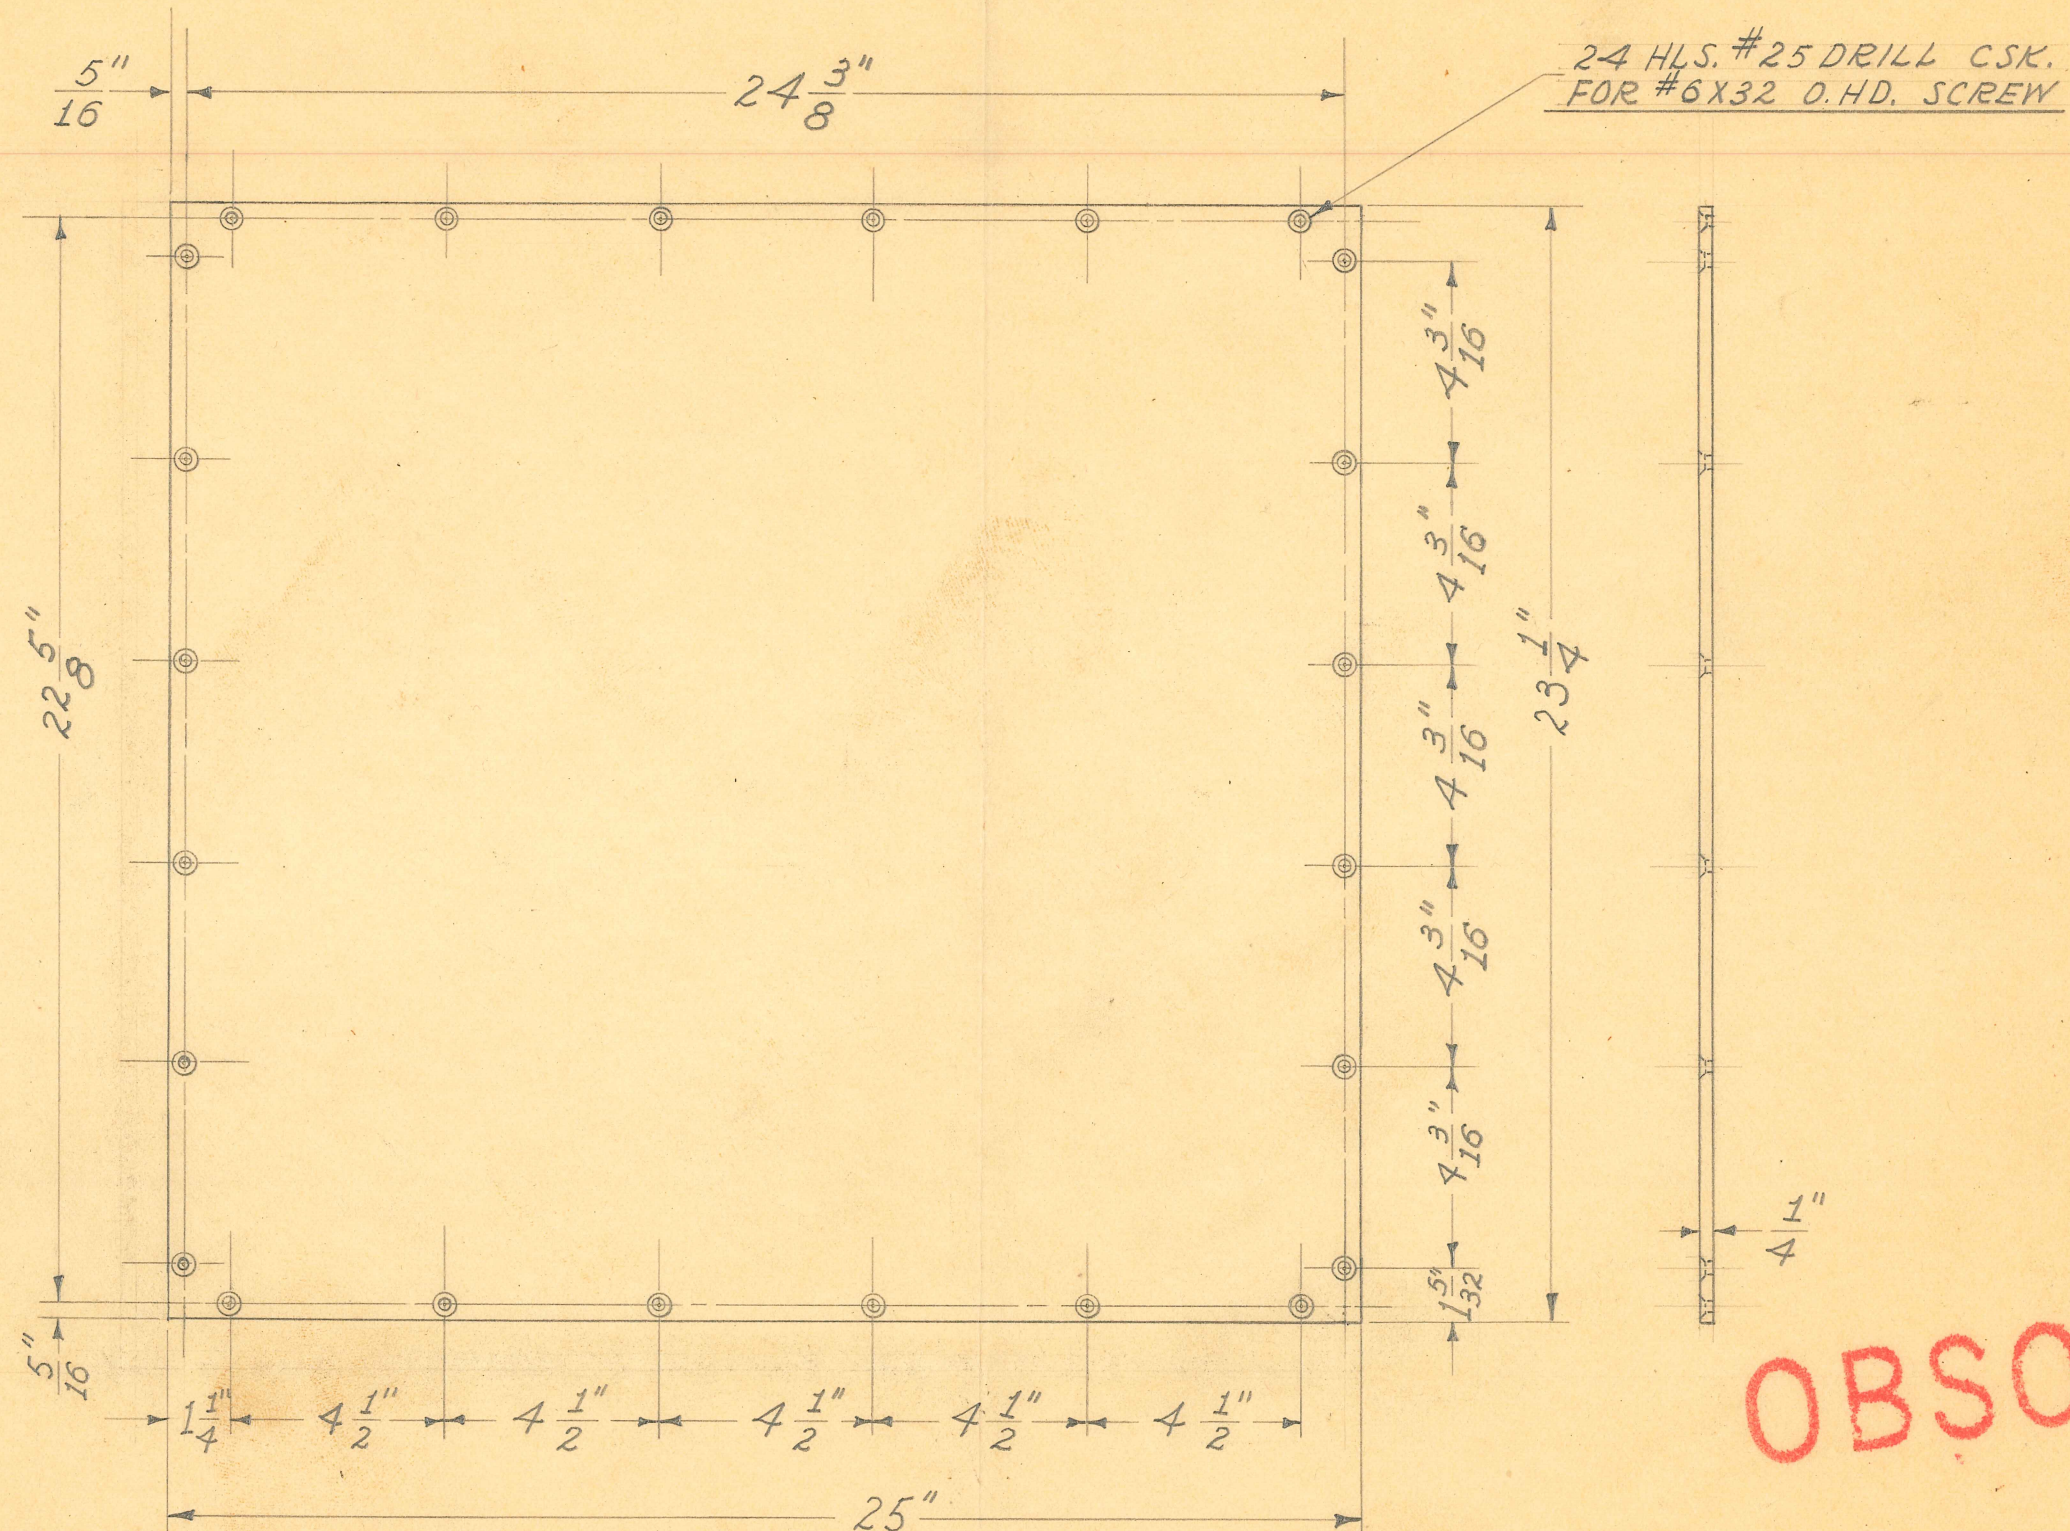 5/16" 24 3/8"
24 HLS. #25 DRILL CSK.
FOR #6X32 O.HD. SCREW
22 5/8"
5/16"
4 3/16"
4 3/16"
4 3/16"
4 3/16"
4 3/16"
1 5/32"
23 1/4"
1/4"
1 1/4" 4 1/2" 4 1/2" 4 1/2" 4 1/2" 4 1/2"
25"
OBSO